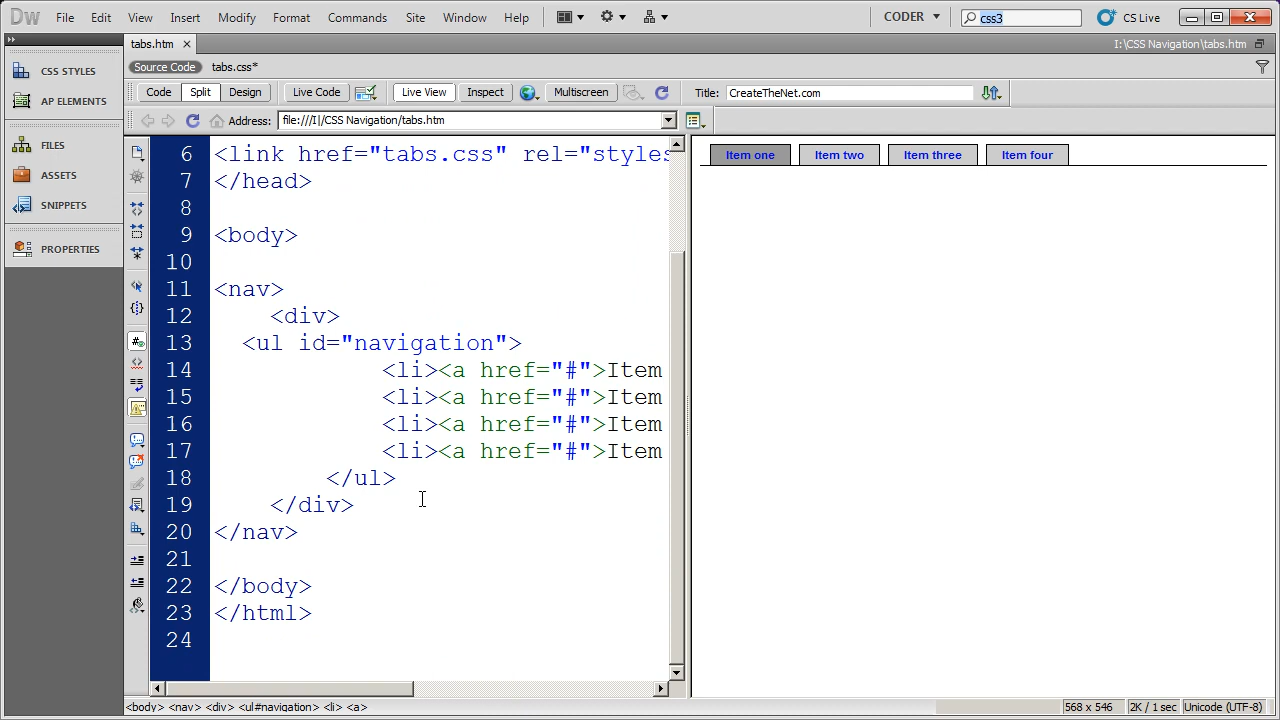 Dw File Edit View Insert Modify Format Commands Site Window Help CODER css3 CS Live
tabs.htm I:\CSS Navigation\tabs.htm
Source Code tabs.css*
Code Split Design Live Code Live View Inspect Multiscreen Title: CreateTheNet.com
Address: file:///I|/CSS Navigation/tabs.htm
CSS STYLES
AP ELEMENTS
FILES
ASSETS
SNIPPETS
PROPERTIES
6 <link href="tabs.css" rel="styles
7 </head>
8
9 <body>
10
11 <nav>
12 <div>
13 <ul id="navigation">
14 <li><a href="#">Item
15 <li><a href="#">Item
16 <li><a href="#">Item
17 <li><a href="#">Item
18 </ul>
19 </div>
20 </nav>
21
22 </body>
23 </html>
24
Item one Item two Item three Item four
<body> <nav> <div> <ul#navigation> <li> <a> 568 x 546 2K / 1 sec Unicode (UTF-8)